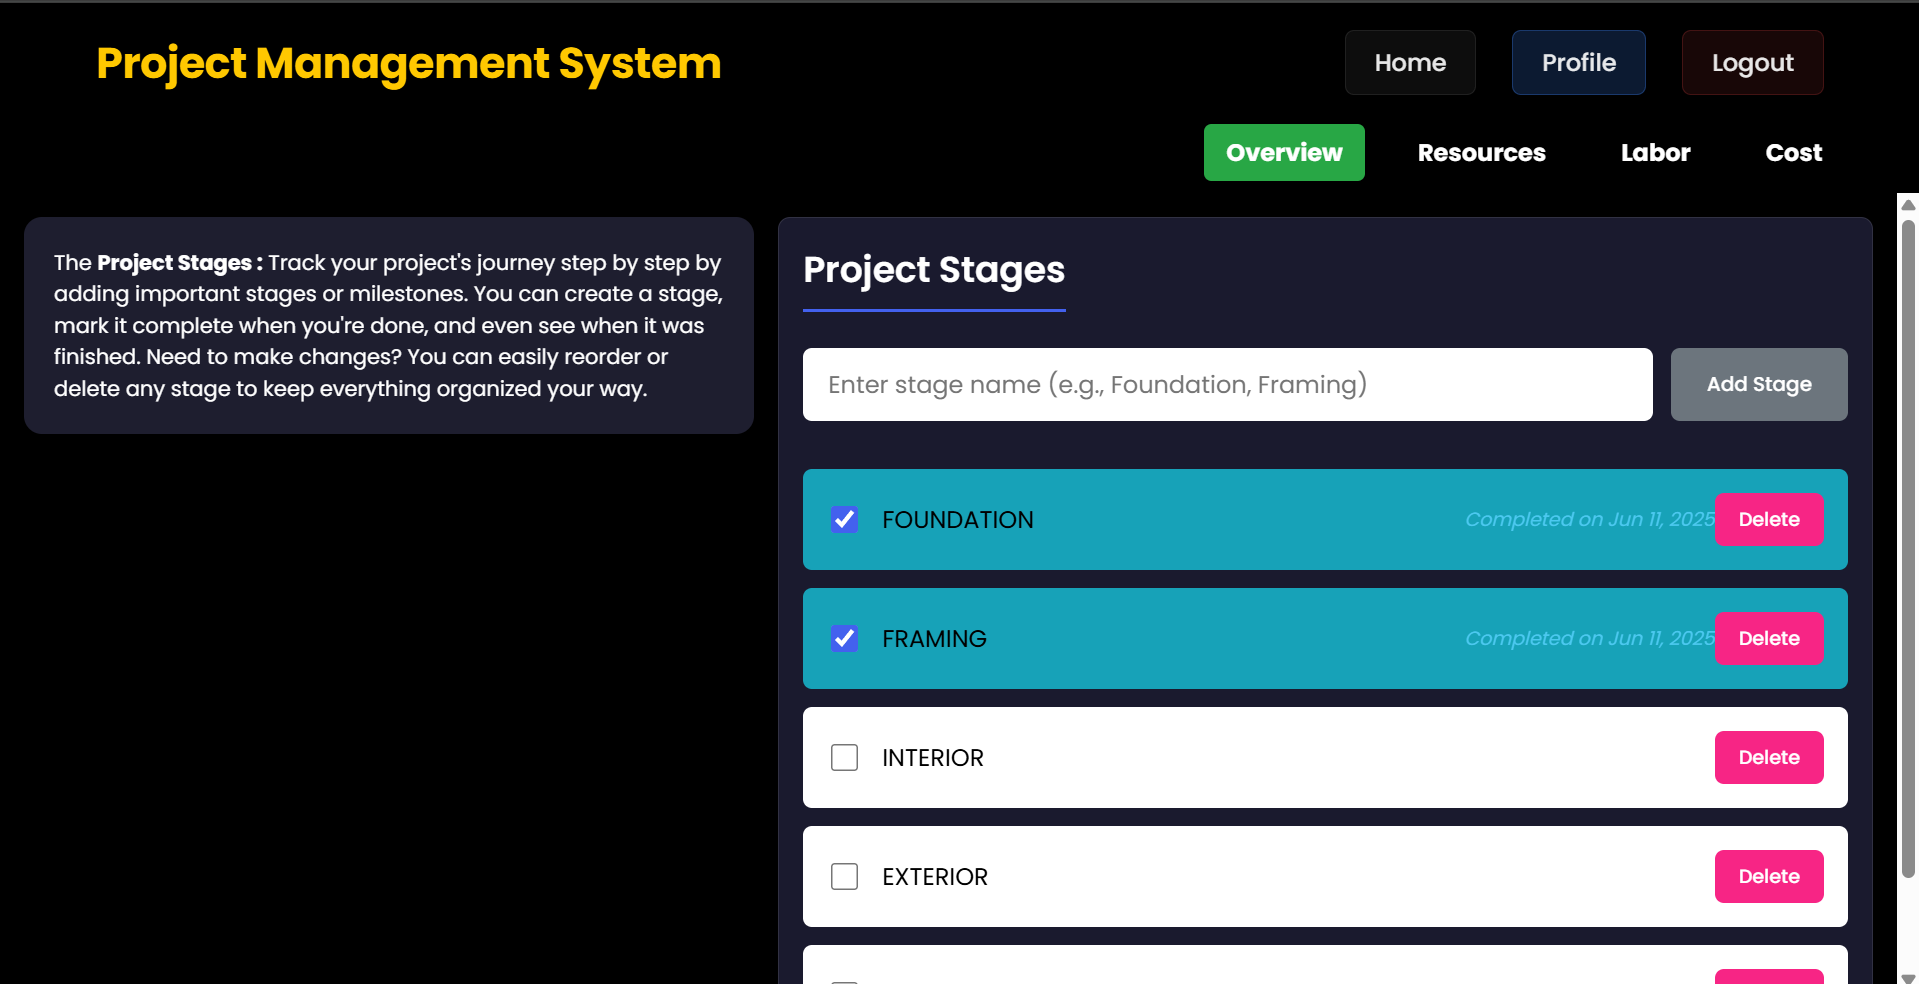 Project Management System
Home
Profile
Logout
Overview
Resources
Labor
Cost
The Project Stages : Track your project's journey step by step by
adding important stages or milestones. You can create a stage,
mark it complete when you're done, and even see when it was
finished. Need to make changes? You can easily reorder or
delete any stage to keep everything organized your way.
Project Stages
Enter stage name (e.g., Foundation, Framing)
Add Stage
FOUNDATION
Completed on Jun 11, 2025
Delete
FRAMING
Completed on Jun 11, 2025
Delete
INTERIOR
Delete
EXTERIOR
Delete